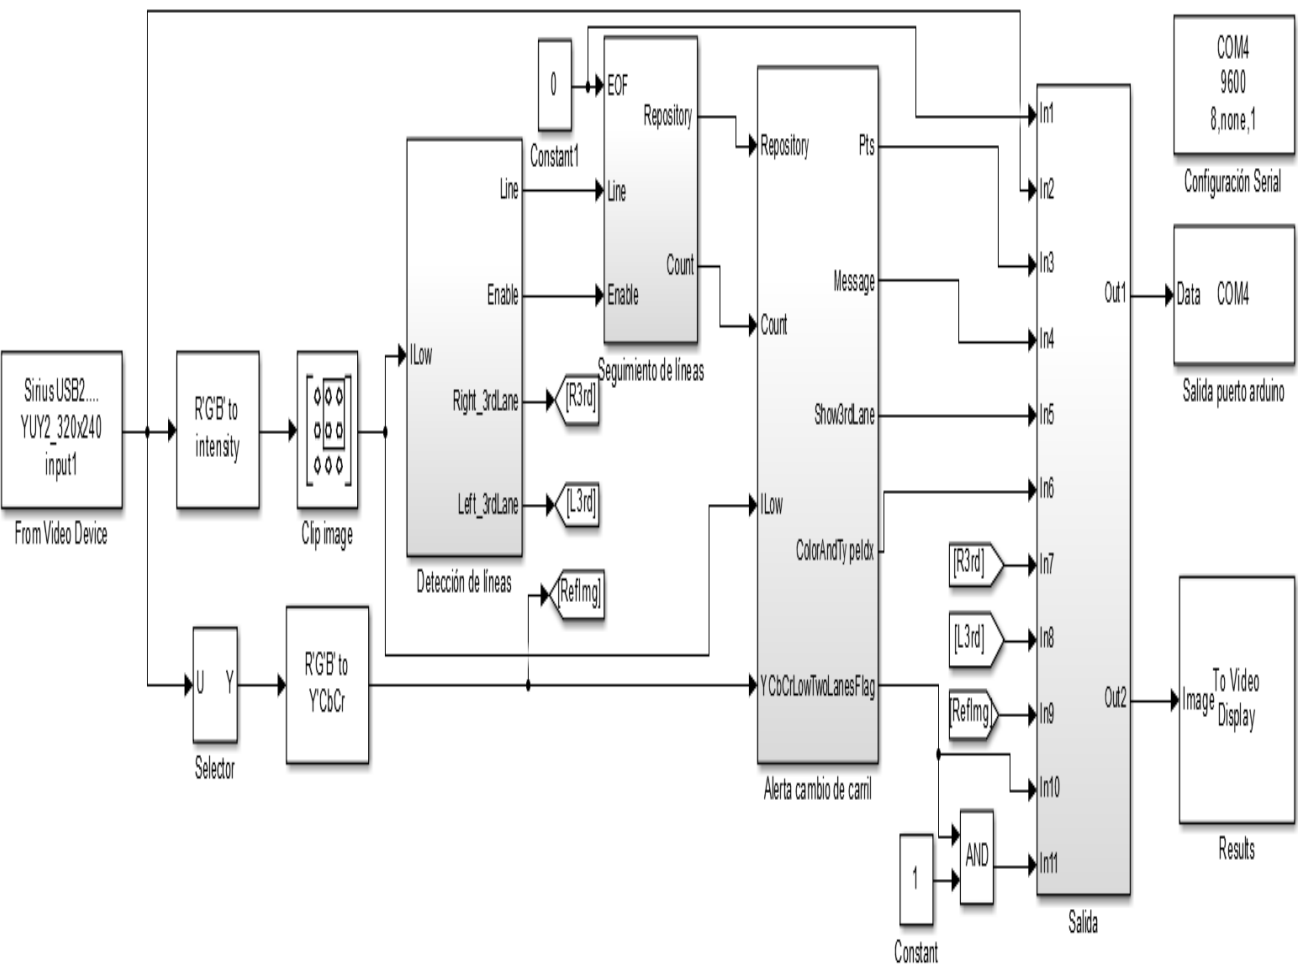 Sirius USB2....
YUY2_320x240
input1
From Video Device
R'G'B' to
intensity
Clip image
U Y
Selector
R'G'B' to
Y'CbCr
ILow
Line
Enable
Right_3rdLane
Left_3rdLane
Detección de líneas
[R3rd]
[L3rd]
[RefImg]
0
Constant1
EOF
Line
Enable
Repository
Count
Seguimiento de líneas
Repository
Count
ILow
YCbCrLowTwoLanesFlag
Pts
Message
Show3rdLane
ColorAndTypeIdx
Alerta cambio de carril
[R3rd]
[L3rd]
[RefImg]
1
Constant
AND
In1
In2
In3
In4
In5
In6
In7
In8
In9
In10
In11
Out1
Out2
Salida
COM4
9600
8,none,1
Configuración Serial
Data COM4
Salida puerto arduino
Image
To Video
Display
Results